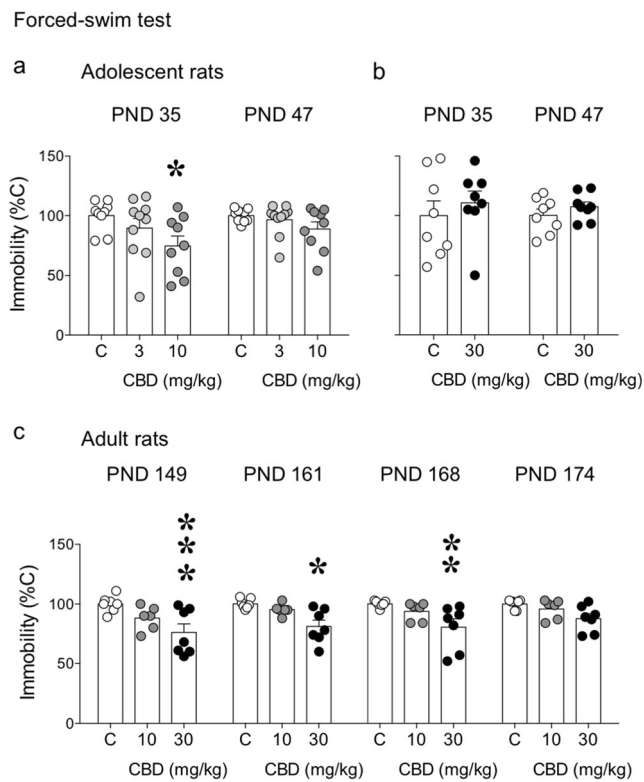 Forced-swim test
a Adolescent rats
b
PND 35 PND 47
PND 35 PND 47
Immobility (%C)
150
100
50
0
*
C 3 10 C 3 10
CBD (mg/kg) CBD (mg/kg)
C 30 C 30
CBD (mg/kg) CBD (mg/kg)
c Adult rats
PND 149 PND 161 PND 168 PND 174
Immobility (%C)
150
100
50
0
*** * **
C 10 30 C 10 30 C 10 30 C 10 30
CBD (mg/kg) CBD (mg/kg) CBD (mg/kg) CBD (mg/kg)